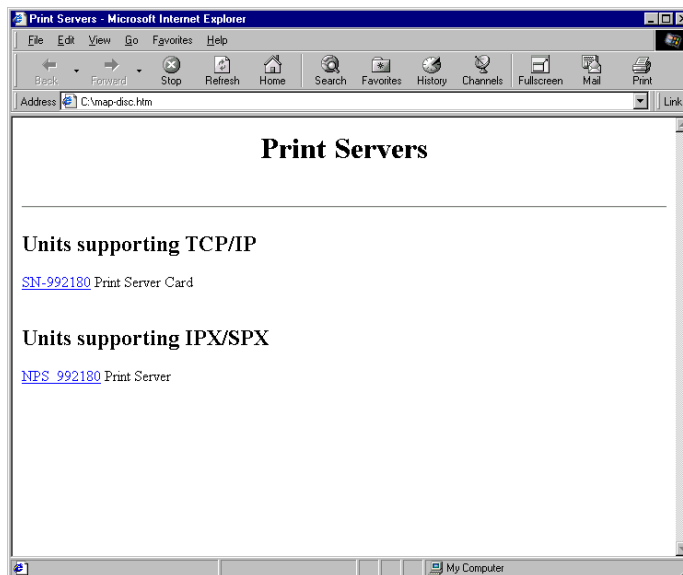 Print Servers - Microsoft Internet Explorer
File Edit View Go Favorites Help
Back Forward Stop Refresh Home Search Favorites History Channels Fullscreen Mail Print
Address C:\map-disc.htm Link
Print Servers
Units supporting TCP/IP
SN-992180 Print Server Card
Units supporting IPX/SPX
NPS_992180 Print Server
My Computer